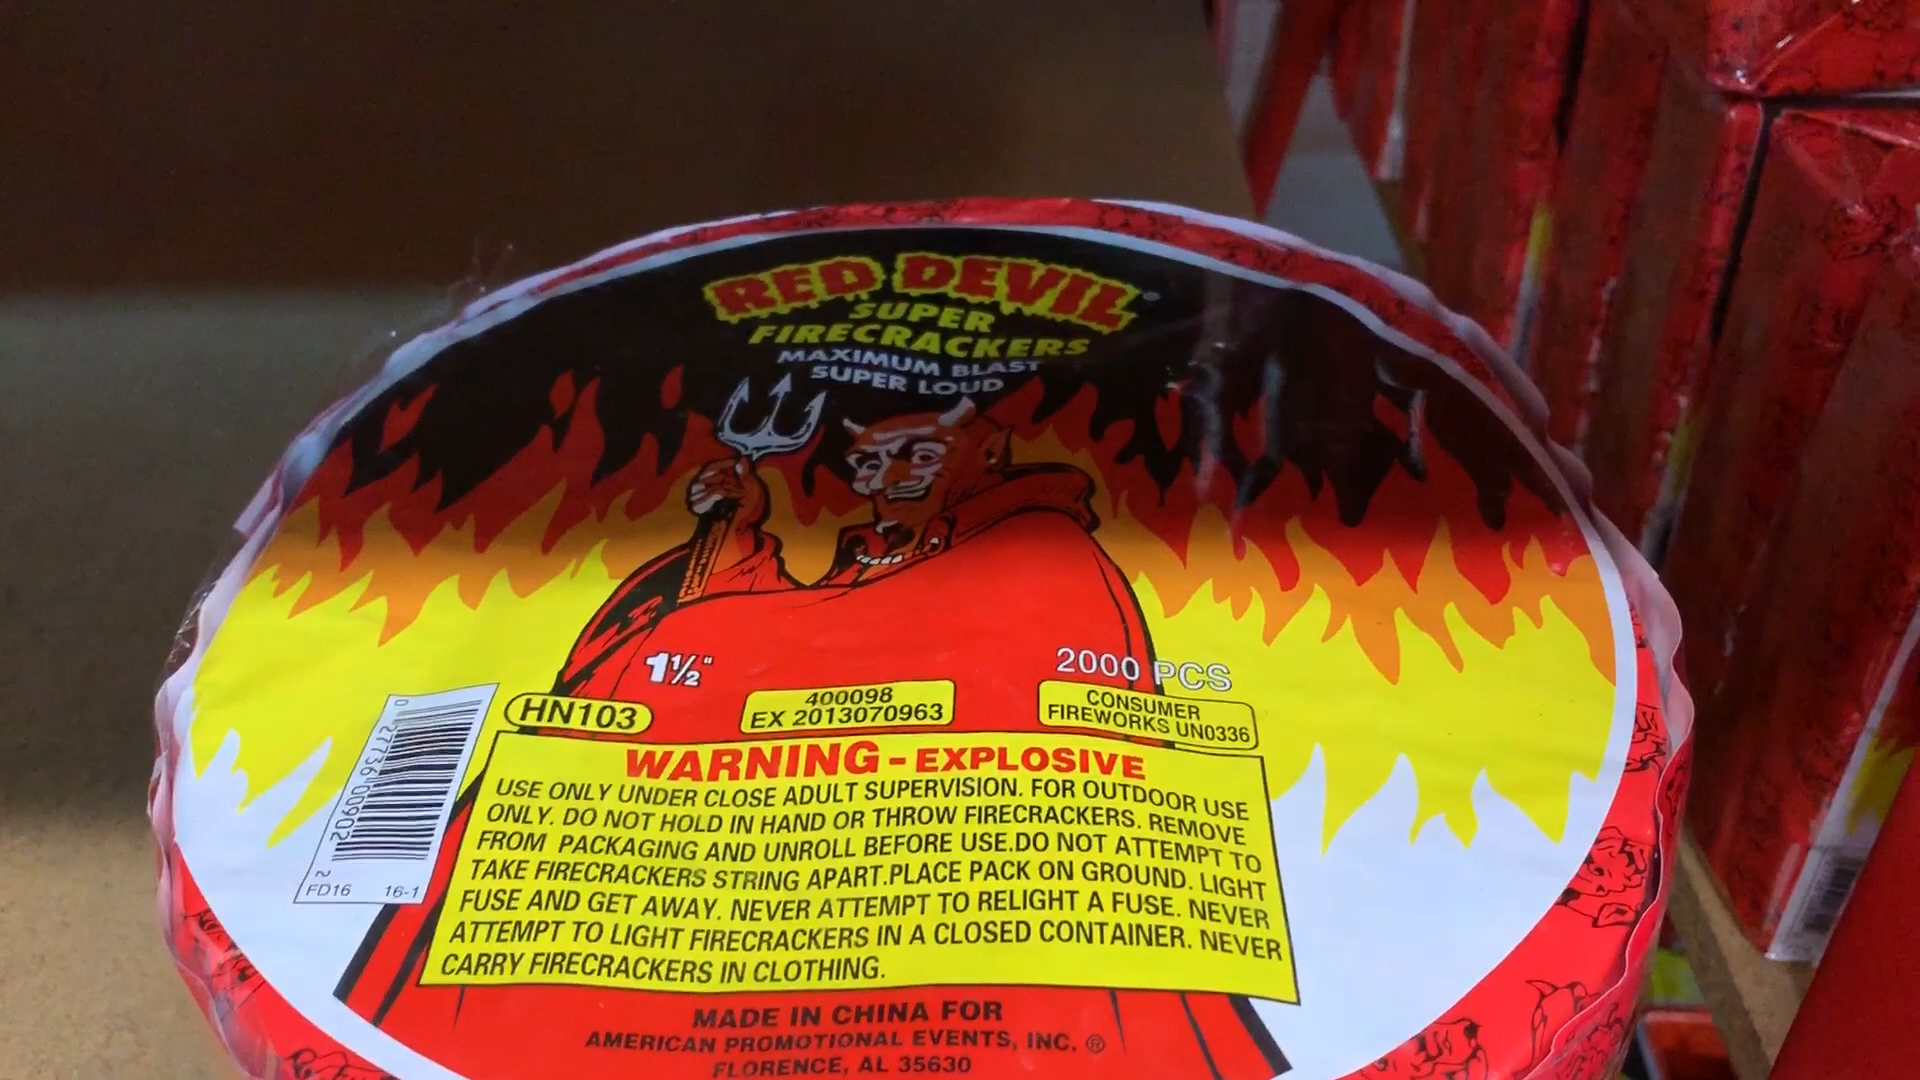 RED DEVIL®
SUPER
FIRECRACKERS
MAXIMUM BLAST
SUPER LOUD
1½"
2000 PCS
HN103
400098
EX 2013070963
CONSUMER
FIREWORKS UN0336
WARNING - EXPLOSIVE
USE ONLY UNDER CLOSE ADULT SUPERVISION. FOR OUTDOOR USE
ONLY. DO NOT HOLD IN HAND OR THROW FIRECRACKERS. REMOVE
FROM PACKAGING AND UNROLL BEFORE USE.DO NOT ATTEMPT TO
TAKE FIRECRACKERS STRING APART.PLACE PACK ON GROUND. LIGHT
FUSE AND GET AWAY. NEVER ATTEMPT TO RELIGHT A FUSE. NEVER
ATTEMPT TO LIGHT FIRECRACKERS IN A CLOSED CONTAINER. NEVER
CARRY FIRECRACKERS IN CLOTHING.
0 27736 00902 2
FD16 16-1
MADE IN CHINA FOR
AMERICAN PROMOTIONAL EVENTS, INC. ®
FLORENCE, AL 35630